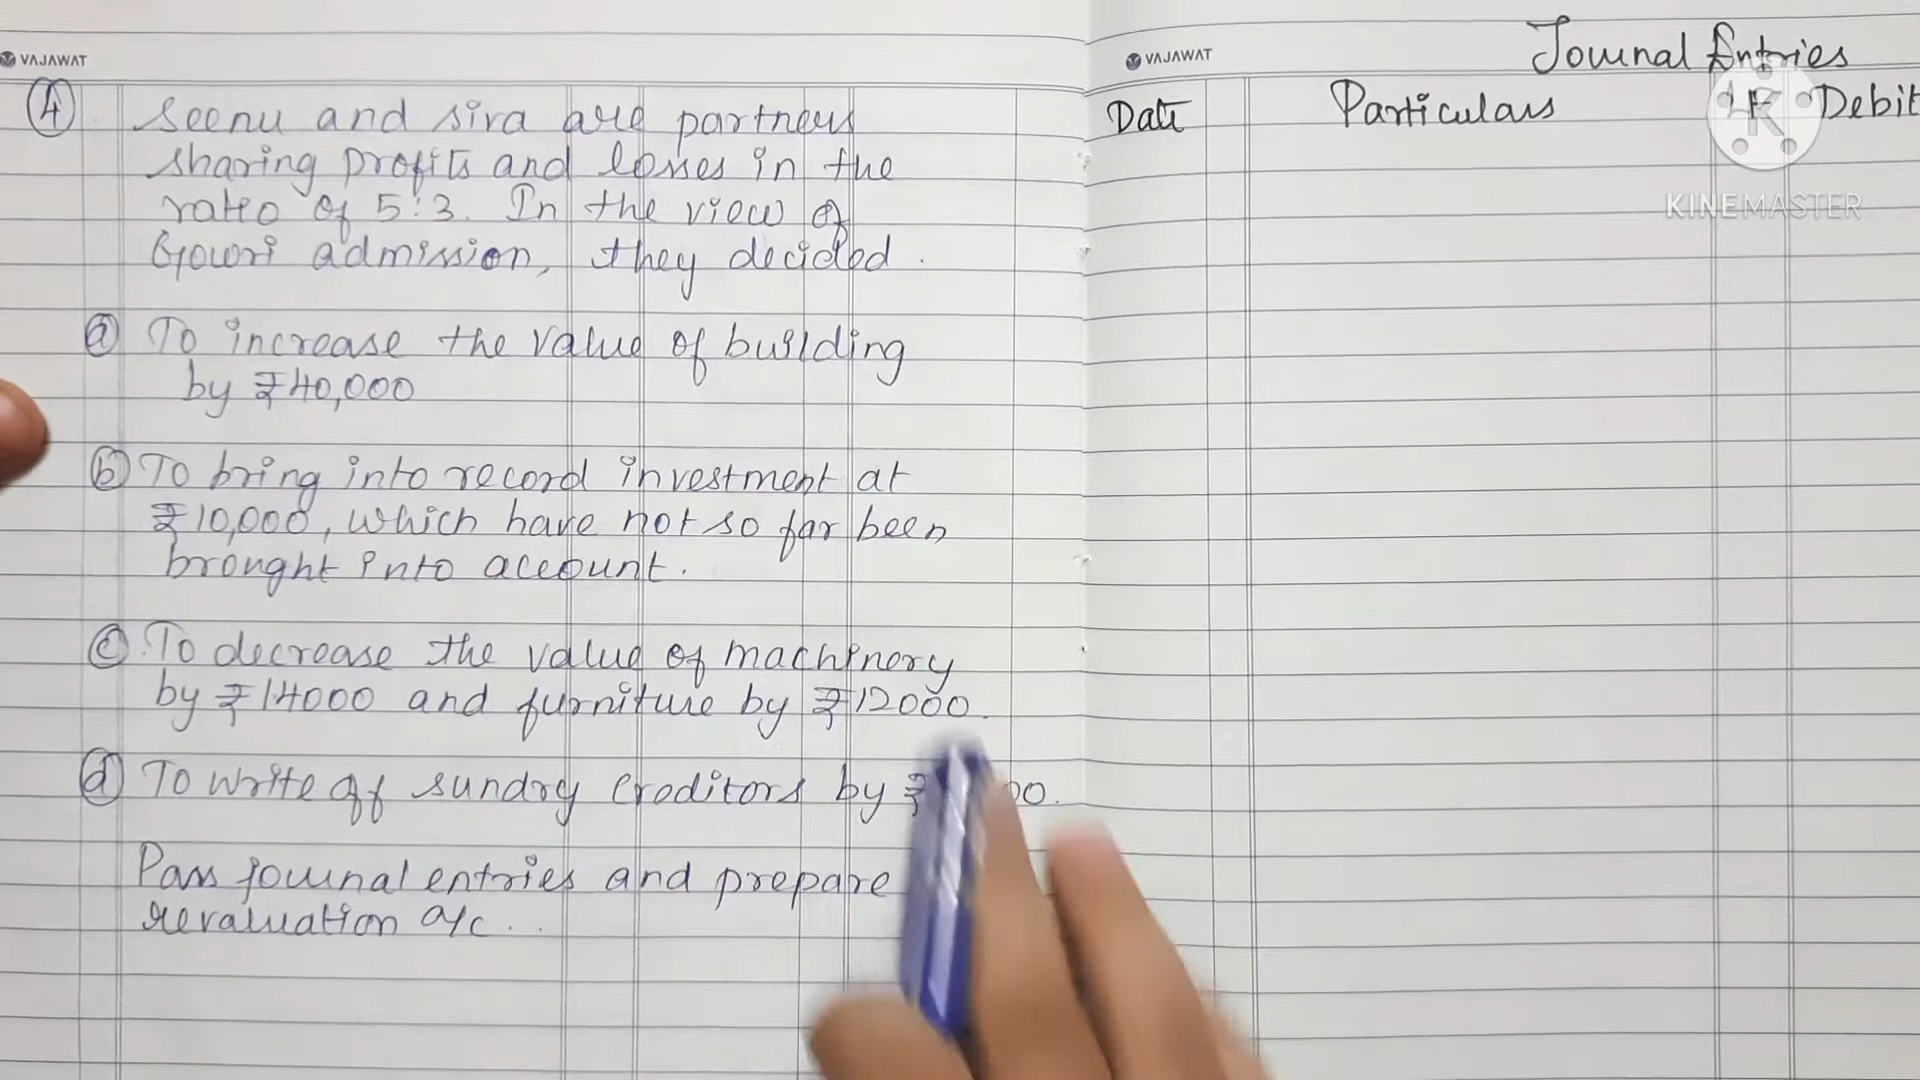 VAJAWAT
4
Seenu and siva are partners
sharing profits and losses in the
ratio of 5:3. In the view of
Gowri admission, they decided.
a To increase the value of building
by ₹40,000
b To bring into record investment at
₹10,000, which have not so far been
brought into account.
c To decrease the value of machinery
by ₹14000 and furniture by ₹12000.
d To write off sundry creditors by ₹
Pass journal entries and prepare
revaluation a/c.
VAJAWAT
Journal Entries
Date Particulars LF Debit
KINEMASTER